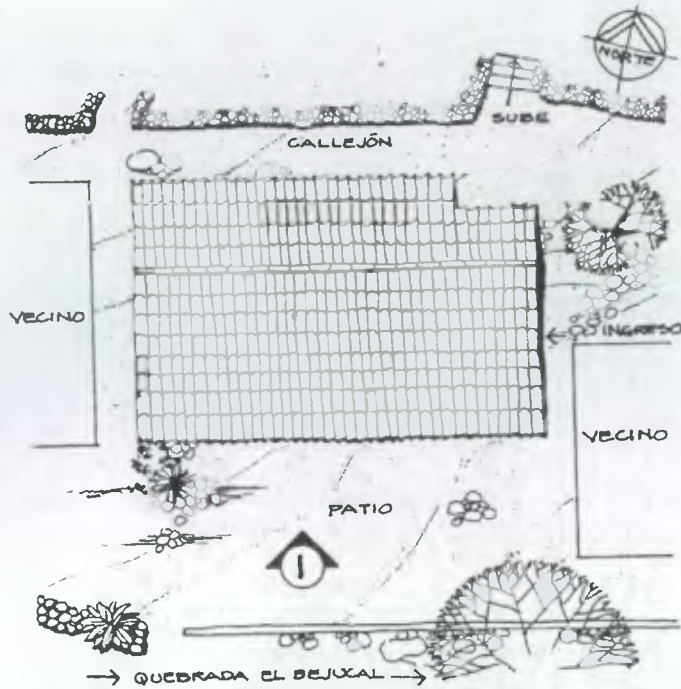 NORTE
SUBE
CALLEJÓN
VECINO
INGRESO
VECINO
PATIO
1
→ QUEBRADA EL BEJUCAL →